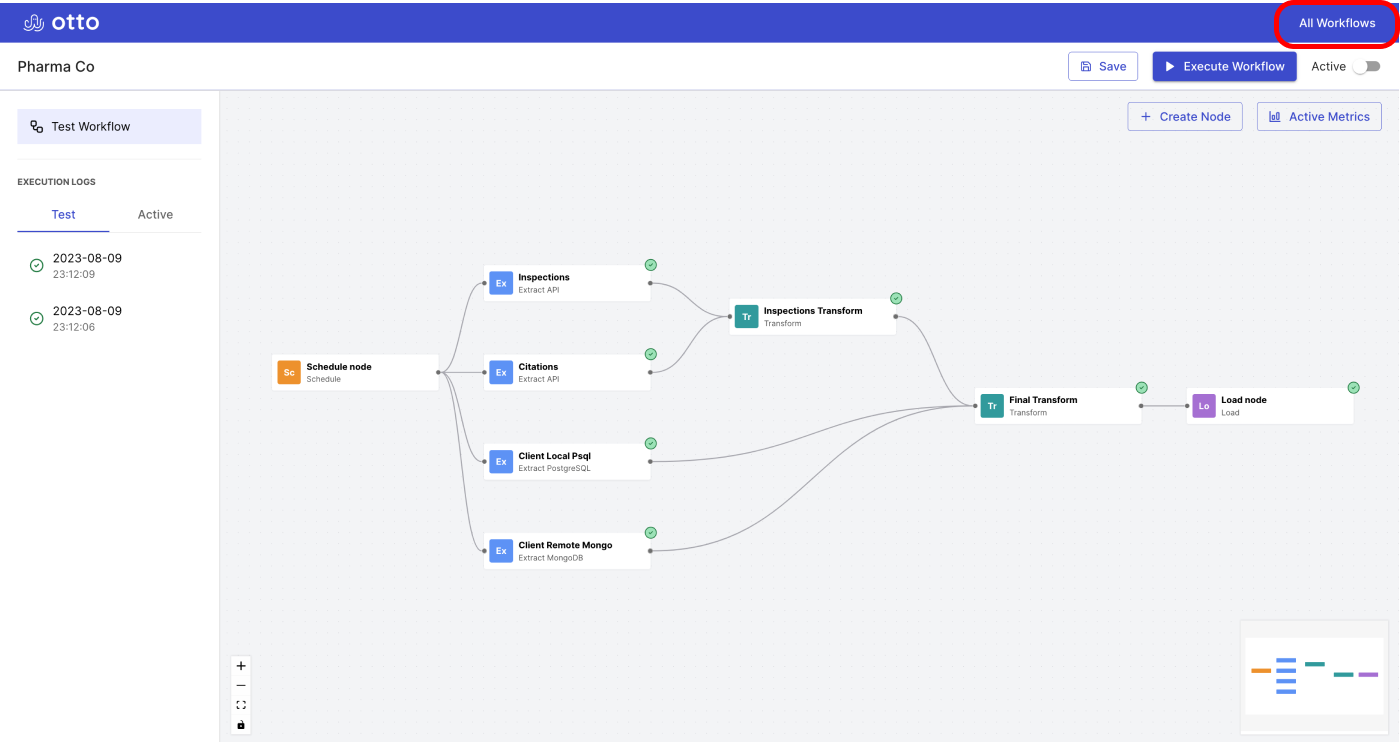 otto
All Workflows
Pharma Co
Save
Execute Workflow
Active
Test Workflow
Create Node
Active Metrics
EXECUTION LOGS
Test
Active
2023-08-09
23:12:09
2023-08-09
23:12:06
Sc
Schedule node
Schedule
Ex
Inspections
Extract API
Ex
Citations
Extract API
Ex
Client Local Psql
Extract PostgreSQL
Ex
Client Remote Mongo
Extract MongoDB
Tr
Inspections Transform
Transform
Tr
Final Transform
Transform
Lo
Load node
Load